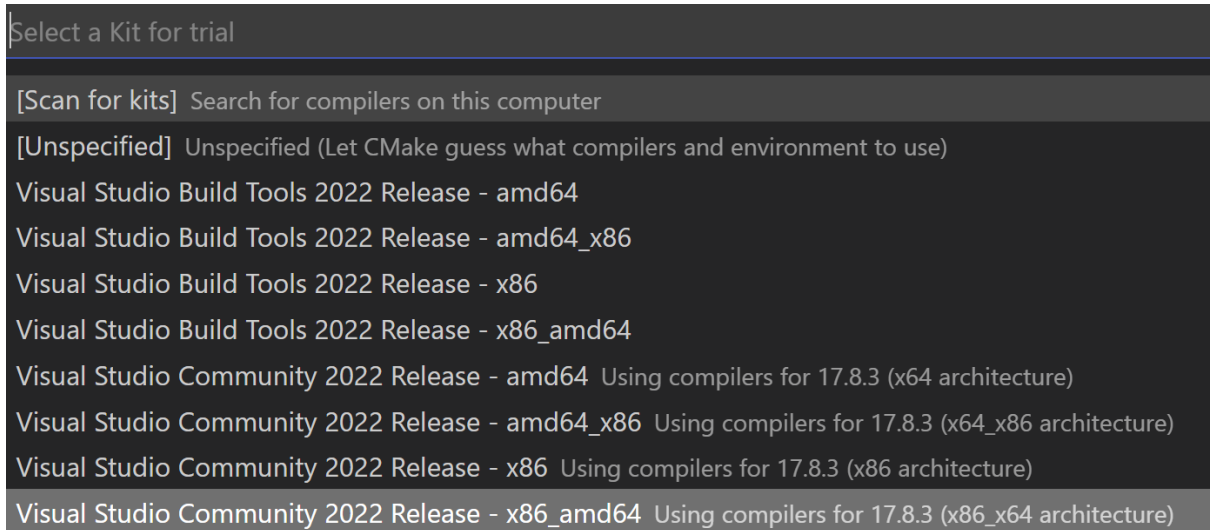 Select a Kit for trial
[Scan for kits] Search for compilers on this computer
[Unspecified] Unspecified (Let CMake guess what compilers and environment to use)
Visual Studio Build Tools 2022 Release - amd64
Visual Studio Build Tools 2022 Release - amd64_x86
Visual Studio Build Tools 2022 Release - x86
Visual Studio Build Tools 2022 Release - x86_amd64
Visual Studio Community 2022 Release - amd64 Using compilers for 17.8.3 (x64 architecture)
Visual Studio Community 2022 Release - amd64_x86 Using compilers for 17.8.3 (x64_x86 architecture)
Visual Studio Community 2022 Release - x86 Using compilers for 17.8.3 (x86 architecture)
Visual Studio Community 2022 Release - x86_amd64 Using compilers for 17.8.3 (x86_x64 architecture)